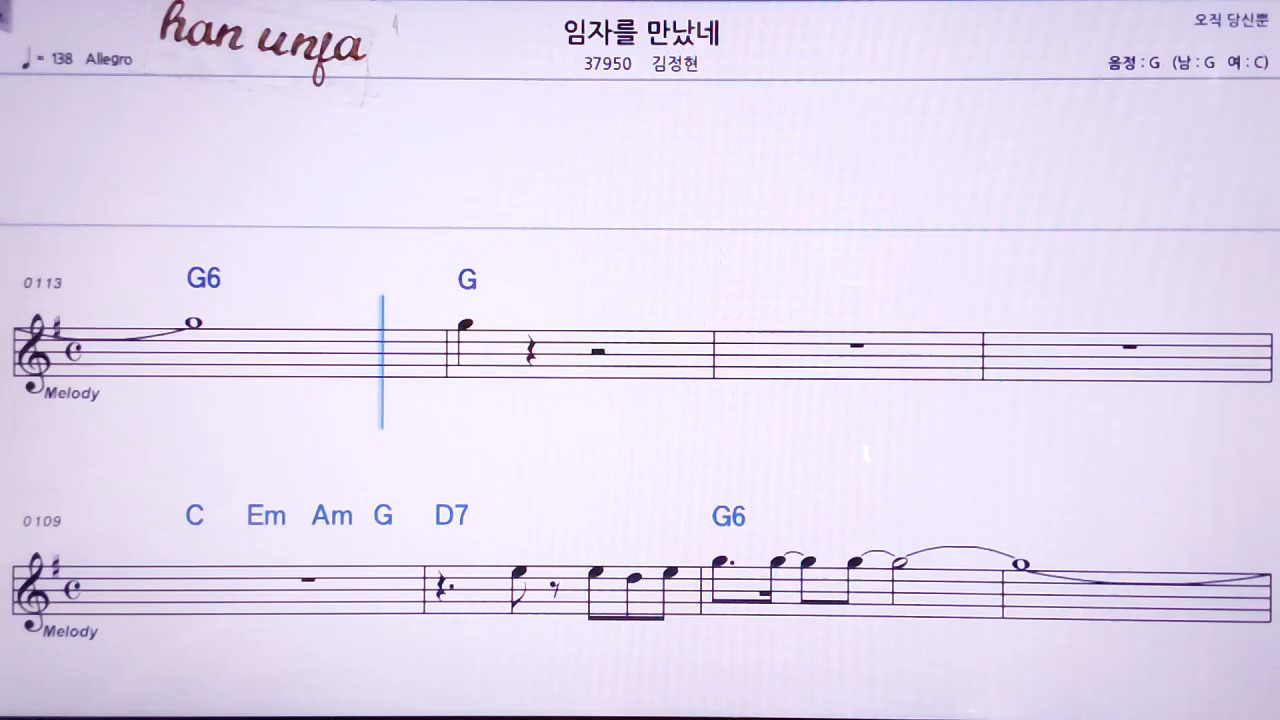 han unja
임자를 만났네
오직 당신뿐
♩ = 138 Allegro
37950 김정현
음정 : G (남 : G 여 : C)
0113
G6 G
Melody
0109
C Em Am G D7 G6
Melody